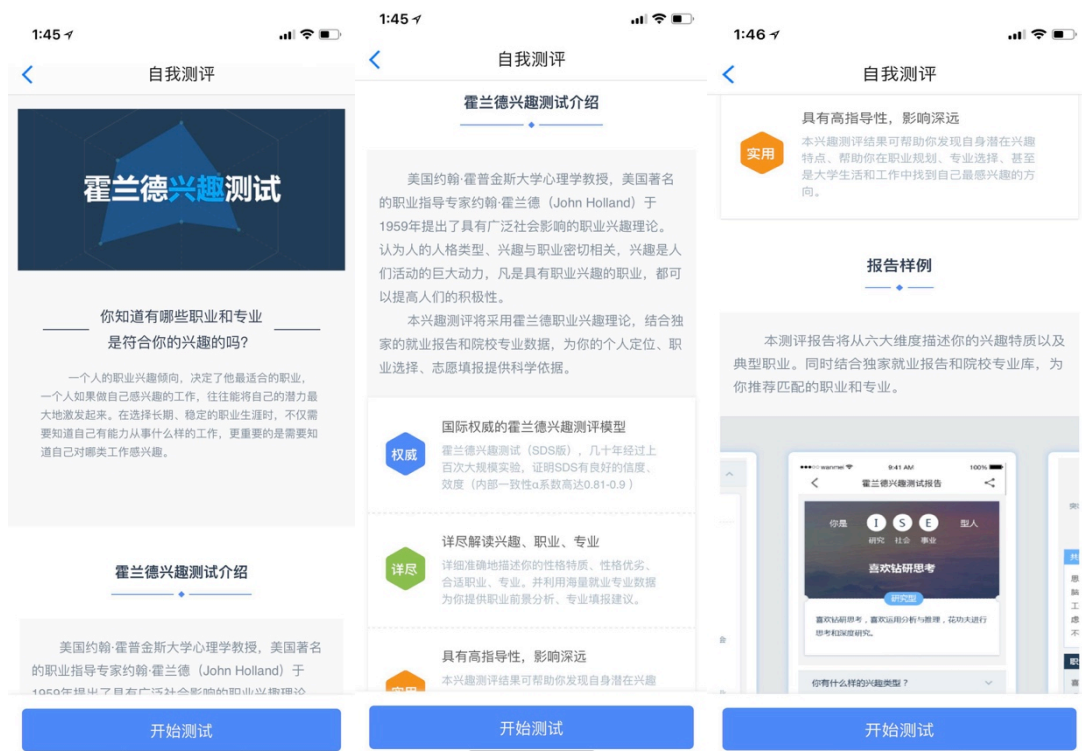 1:45
自我测评
霍兰德兴趣测试
你知道有哪些职业和专业
是符合你的兴趣的吗?
一个人的职业兴趣倾向，决定了他最适合的职业，
一个人如果做自己感兴趣的工作，往往能将自己的潜力最
大地激发起来。在选择长期、稳定的职业生涯时，不仅需
要知道自己有能力从事什么样的工作，更重要的是需要知
道自己对哪类工作感兴趣。
霍兰德兴趣测试介绍
美国约翰·霍普金斯大学心理学教授，美国著名
的职业指导专家约翰·霍兰德（John Holland）于
1959年提出了具有广泛社会影响的职业兴趣理论
开始测试
1:45
自我测评
霍兰德兴趣测试介绍
美国约翰·霍普金斯大学心理学教授，美国著名
的职业指导专家约翰·霍兰德（John Holland）于
1959年提出了具有广泛社会影响的职业兴趣理论。
认为人的人格类型、兴趣与职业密切相关，兴趣是人
们活动的巨大动力，凡是具有职业兴趣的职业，都可
以提高人们的积极性。
本兴趣测评将采用霍兰德职业兴趣理论，结合独
家的就业报告和院校专业数据，为你的个人定位、职
业选择、志愿填报提供科学依据。
权威
国际权威的霍兰德兴趣测评模型
霍兰德兴趣测试（SDS版），几十年经过上
百次大规模实验，证明SDS有良好的信度、
效度（内部一致性α系数高达0.81-0.9 ）
详尽
详尽解读兴趣、职业、专业
详细准确地描述你的性格特质、性格优劣、
合适职业、专业。并利用海量就业专业数据
为你提供职业前景分析、专业填报建议。
实用
具有高指导性，影响深远
本兴趣测评结果可帮助你发现自身潜在兴趣
开始测试
1:46
自我测评
实用
具有高指导性，影响深远
本兴趣测评结果可帮助你发现自身潜在兴趣
特点、帮助你在职业规划、专业选择、甚至
是大学生活和工作中找到自己最感兴趣的方
向。
报告样例
本测评报告将从六大维度描述你的兴趣特质以及
典型职业。同时结合独家就业报告和院校专业库，为
你推荐匹配的职业和专业。
wanmei 9:41 AM 100%
霍兰德兴趣测试报告
你是 I S E 型人
研究 社会 事业
喜欢钻研思考
研究型
喜欢钻研思考，喜欢运用分析与推理，花功夫进行
思考和深度研究。
你有什么样的兴趣类型？
开始测试